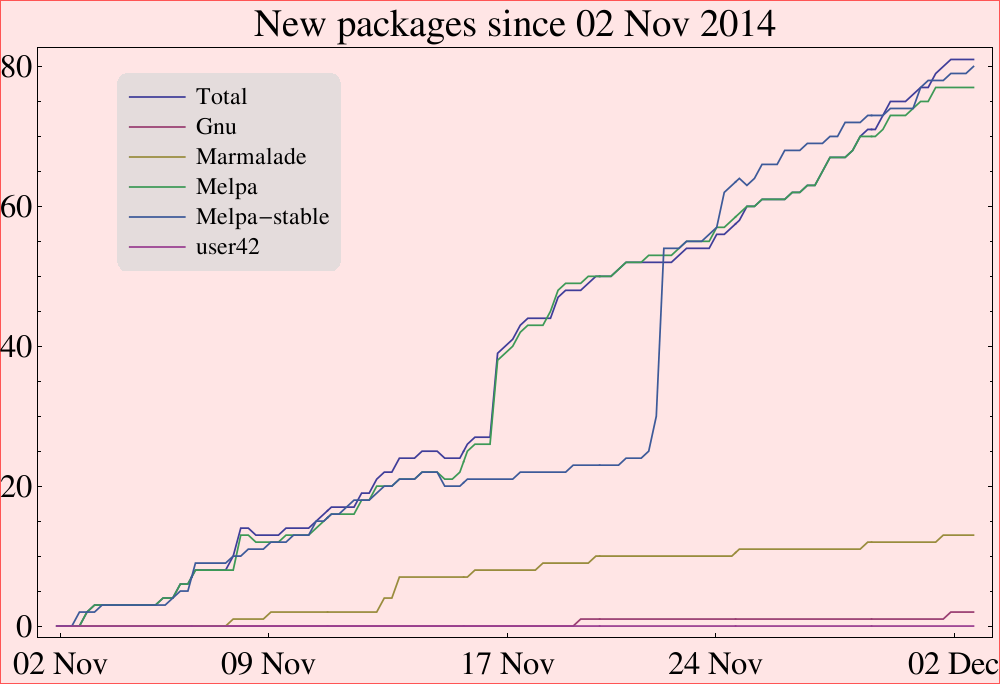 New packages since 02 Nov 2014
80
60
40
20
0
Total
Gnu
Marmalade
Melpa
Melpa−stable
user42
02 Nov 09 Nov 17 Nov 24 Nov 02 Dec